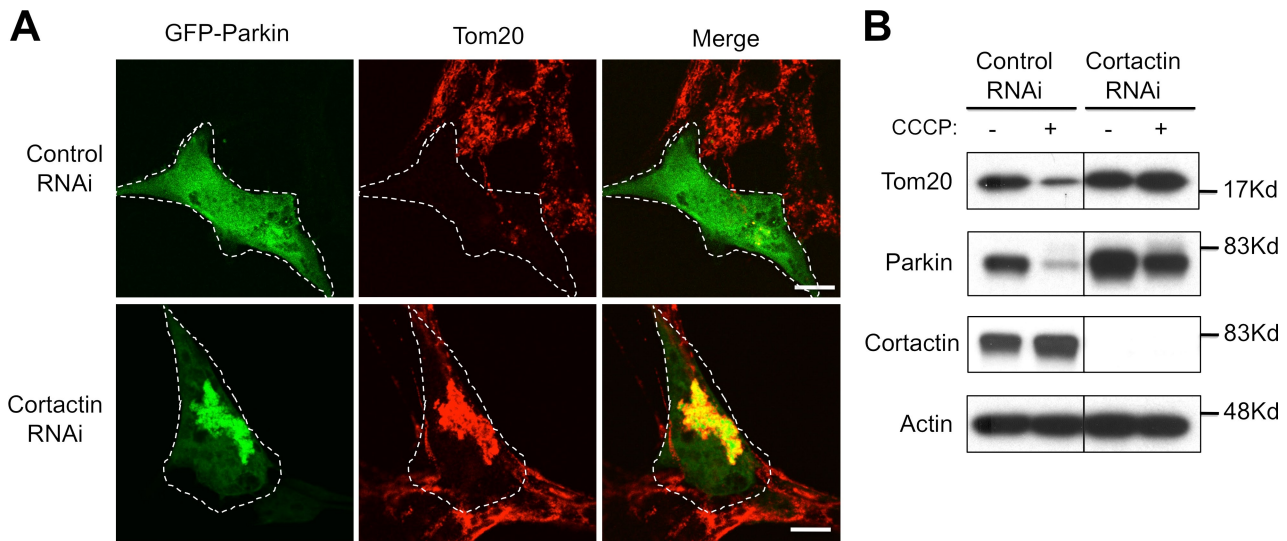 A
GFP-Parkin
Tom20
Merge
Control
RNAi
Cortactin
RNAi
B
Control
RNAi
Cortactin
RNAi
CCCP:
- + - +
Tom20
17Kd
Parkin
83Kd
Cortactin
83Kd
Actin
48Kd